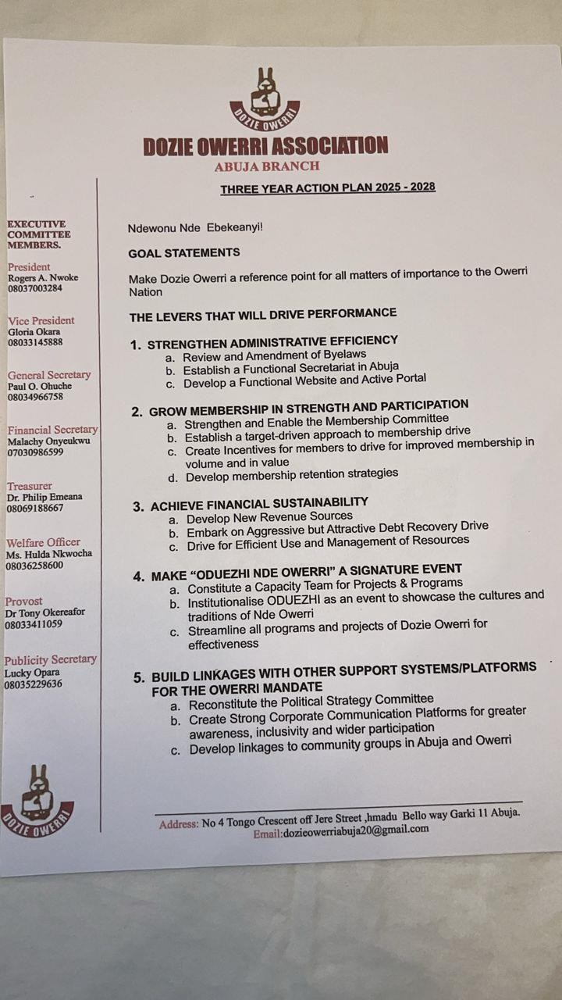 DOZIE OWERRI
DOZIE OWERRI ASSOCIATION
ABUJA BRANCH
THREE YEAR ACTION PLAN 2025 - 2028
EXECUTIVE
COMMITTEE
MEMBERS.
President
Rogers A. Nwoke
08037003284
Vice President
Gloria Okara
08033145888
General Secretary
Paul O. Ohuche
08034966758
Financial Secretary
Malachy Onyeukwu
07030986599
Treasurer
Dr. Philip Emeana
08069188667
Welfare Officer
Ms. Hulda Nkwocha
08036258600
Provost
Dr Tony Okereafor
08033411059
Publicity Secretary
Lucky Opara
08035229636
DOZIE OWERRI
Ndewonu Nde Ebekeanyi!
GOAL STATEMENTS
Make Dozie Owerri a reference point for all matters of importance to the Owerri
Nation
THE LEVERS THAT WILL DRIVE PERFORMANCE
1. STRENGTHEN ADMINISTRATIVE EFFICIENCY
a. Review and Amendment of Byelaws
b. Establish a Functional Secretariat in Abuja
c. Develop a Functional Website and Active Portal
2. GROW MEMBERSHIP IN STRENGTH AND PARTICIPATION
a. Strengthen and Enable the Membership Committee
b. Establish a target-driven approach to membership drive
c. Create Incentives for members to drive for improved membership in
volume and in value
d. Develop membership retention strategies
3. ACHIEVE FINANCIAL SUSTAINABILITY
a. Develop New Revenue Sources
b. Embark on Aggressive but Attractive Debt Recovery Drive
c. Drive for Efficient Use and Management of Resources
4. MAKE “ODUEZHI NDE OWERRI” A SIGNATURE EVENT
a. Constitute a Capacity Team for Projects & Programs
b. Institutionalise ODUEZHI as an event to showcase the cultures and
traditions of Nde Owerri
c. Streamline all programs and projects of Dozie Owerri for
effectiveness
5. BUILD LINKAGES WITH OTHER SUPPORT SYSTEMS/PLATFORMS
FOR THE OWERRI MANDATE
a. Reconstitute the Political Strategy Committee
b. Create Strong Corporate Communication Platforms for greater
awareness, inclusivity and wider participation
c. Develop linkages to community groups in Abuja and Owerri
Address: No 4 Tongo Crescent off Jere Street ,hmadu Bello way Garki 11 Abuja.
Email:dozieowerriabuja20@gmail.com